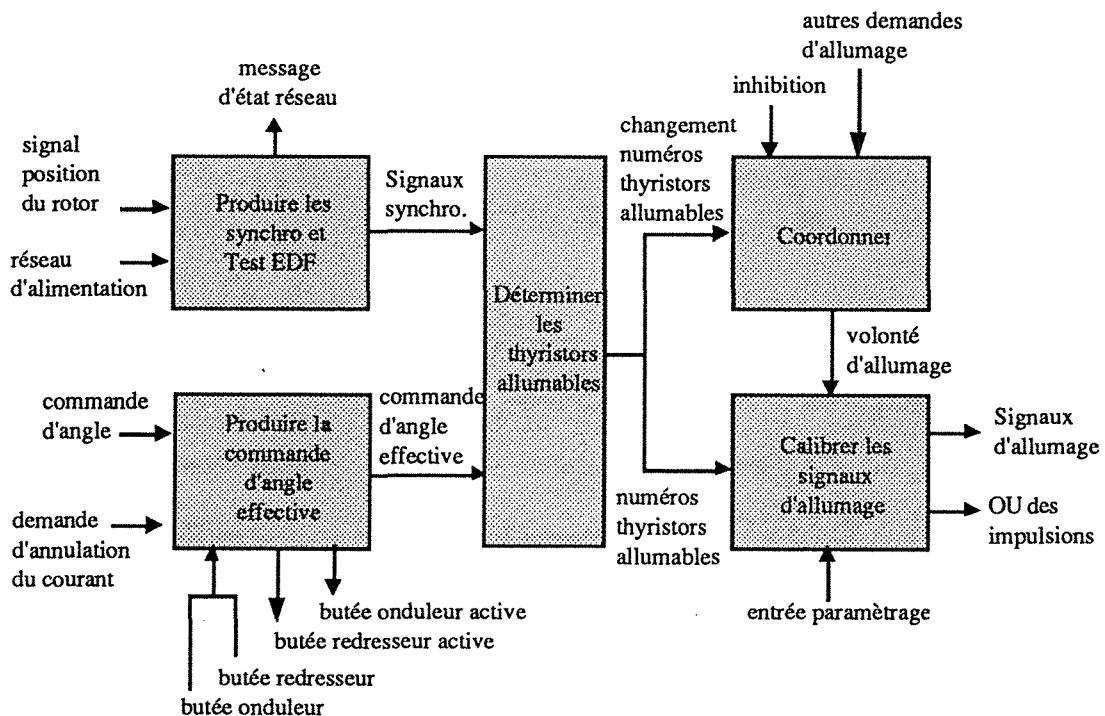 autres demandes
d'allumage
message
d'état réseau
inhibition
signal
position
du rotor
réseau
d'alimentation
Produire les
synchro et
Test EDF
Signaux
synchro.
changement
numéros
thyristors
allumables
Coordonner
Déterminer
les
thyristors
allumables
volonté
d'allumage
commande
d'angle
demande
d'annulation
du courant
Produire la
commande
d'angle
effective
commande
d'angle
effective
numéros
thyristors
allumables
Calibrer les
signaux
d'allumage
Signaux
d'allumage
OU des
impulsions
entrée paramètrage
butée onduleur active
butée redresseur active
butée redresseur
butée onduleur